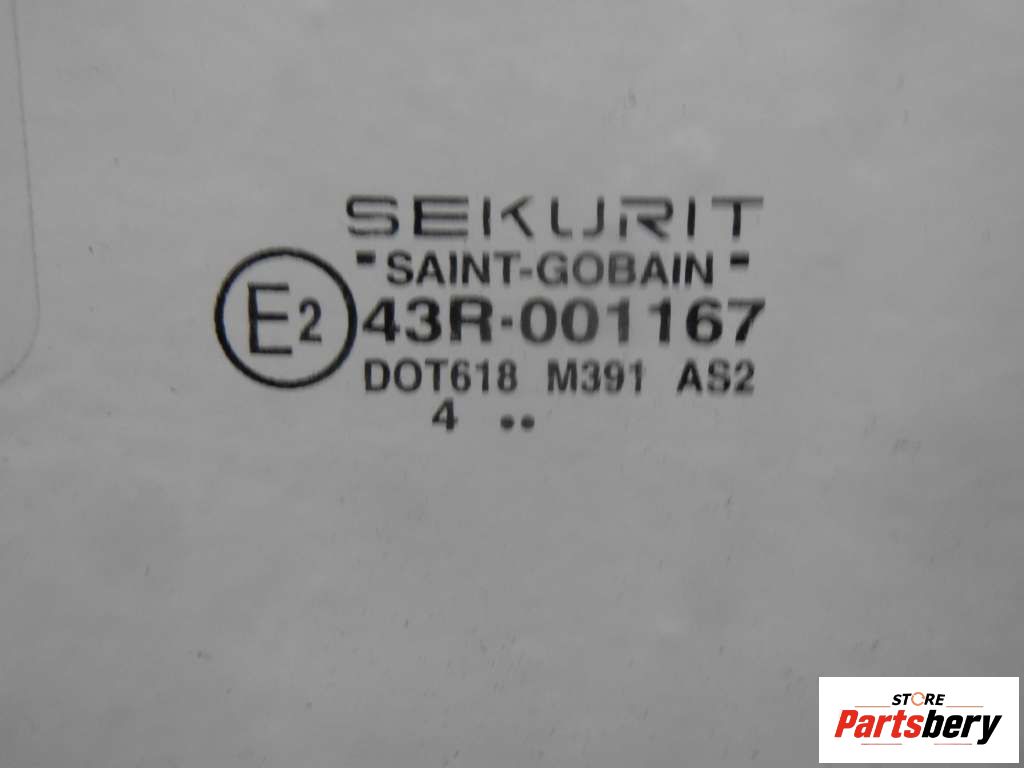 SEKURIT
"SAINT-GOBAIN"
E2 43R-001167
DOT618 M391 AS2
4 ..
STORE
Partsbery